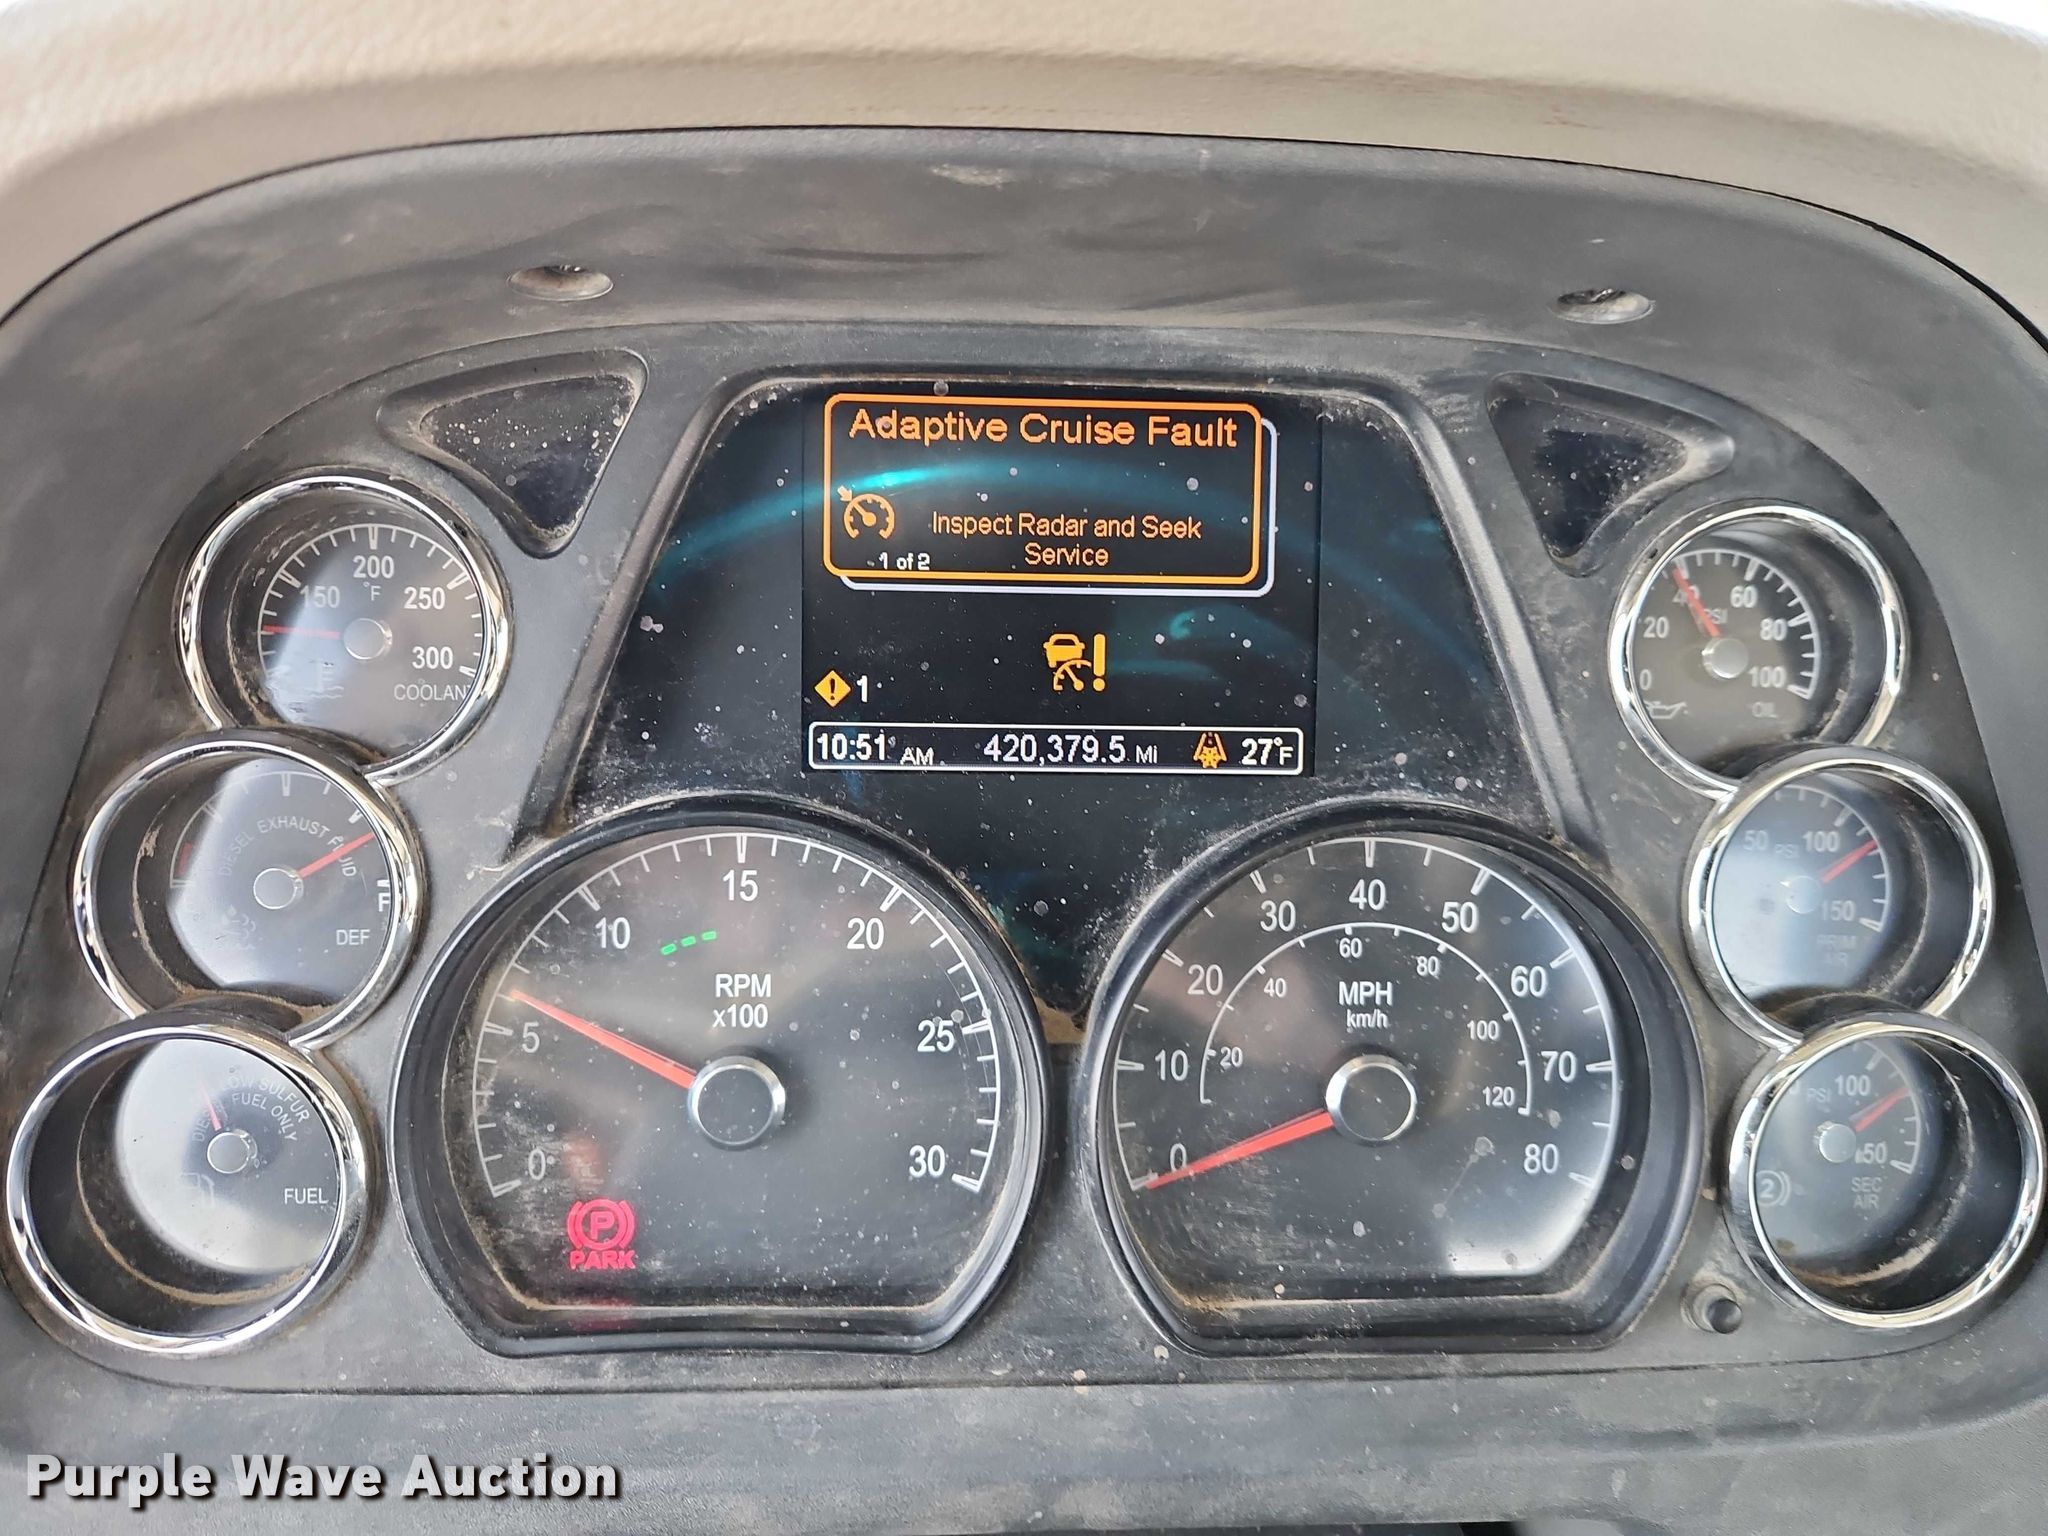 Adaptive Cruise Fault
Inspect Radar and Seek
Service
1 of 2
1
10:51 AM 420,379.5 Mi 27°F
150 200 250 300
°F
COOLANT
DIESEL EXHAUST FLUID
F
DEF
LOW SULFUR
DIESEL FUEL ONLY
FUEL
0 5 10 15 20 25 30
RPM
x100
P
PARK
0 10 20 30 40 50 60 70 80
20 40 60 80 100 120
MPH
km/h
0 20 40 60 80 100
PSI
OIL
50 100 150
PSI
PRIM
AIR
100
PSI
2
SEC
AIR
Purple Wave Auction